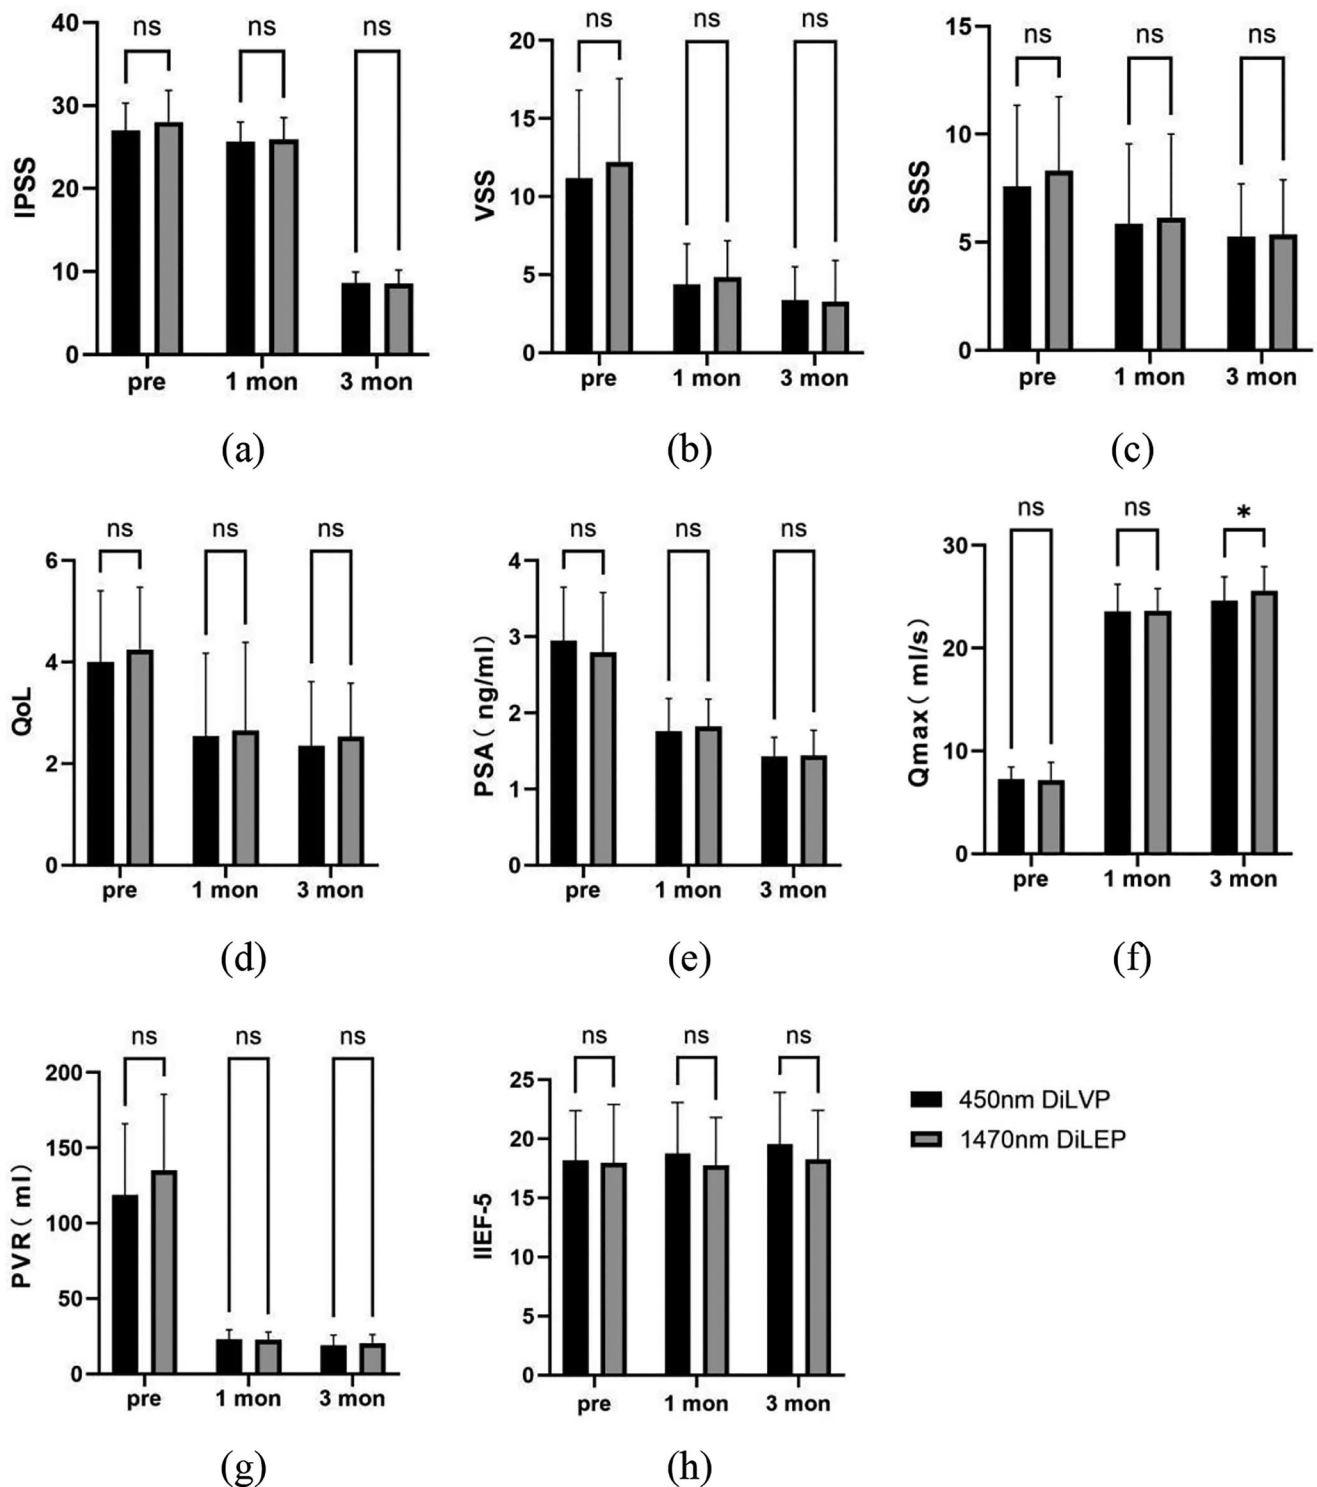 ns ns ns
40
30
20
10
0
IPSS
pre 1 mon 3 mon
(a)
ns ns ns
20
15
10
5
0
VSS
pre 1 mon 3 mon
(b)
ns ns ns
15
10
5
0
SSS
pre 1 mon 3 mon
(c)
ns ns ns
6
4
2
0
QoL
pre 1 mon 3 mon
(d)
ns ns ns
4
3
2
1
0
PSA( ng/ml)
pre 1 mon 3 mon
(e)
ns ns *
30
20
10
0
Qmax( ml/s)
pre 1 mon 3 mon
(f)
ns ns ns
200
150
100
50
0
PVR( ml)
pre 1 mon 3 mon
(g)
ns ns ns
25
20
15
10
5
0
IIEF-5
pre 1 mon 3 mon
(h)
450nm DiLVP
1470nm DiLEP